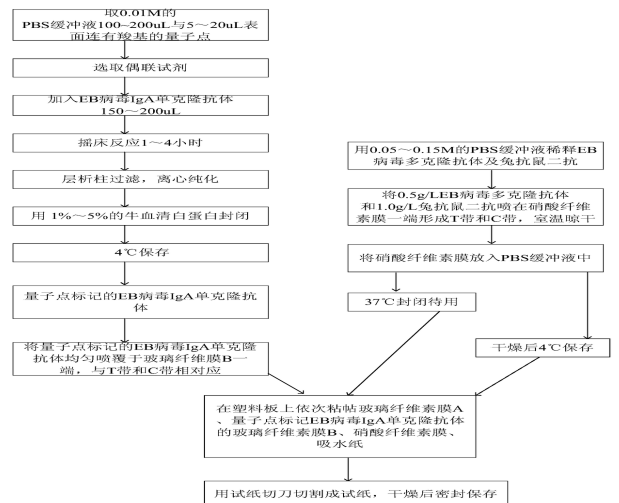 取0.01M的
PBS缓冲液100~200uL与5～20uL表
面连有羧基的量子点
选取偶联试剂
加入EB病毒IgA单克隆抗体
150～200uL
摇床反应1～4小时
层析柱过滤，离心纯化
用 1%～5%的牛血清白蛋白封闭
4℃保存
量子点标记的EB病毒IgA单克隆抗
体
将量子点标记的EB病毒IgA单克隆
抗体均匀喷覆于玻璃纤维膜B一
端，与T带和C带相对应
用0.05～0.15M的PBS缓冲液稀释EB
病毒多克隆抗体及兔抗鼠二抗
将0.5g/LEB病毒多克隆抗体
和1.0g/L兔抗鼠二抗喷在硝酸纤维
素膜一端形成T带和C带，室温晾干
将硝酸纤维素膜放入PBS缓冲液中
37℃封闭待用
干燥后4℃保存
在塑料板上依次粘帖玻璃纤维素膜A
、量子点标记EB病毒IgA单克隆抗体
的玻璃纤维素膜B、硝酸纤维素膜、
吸水纸
用试纸切刀切割成试纸，干燥后密封保存